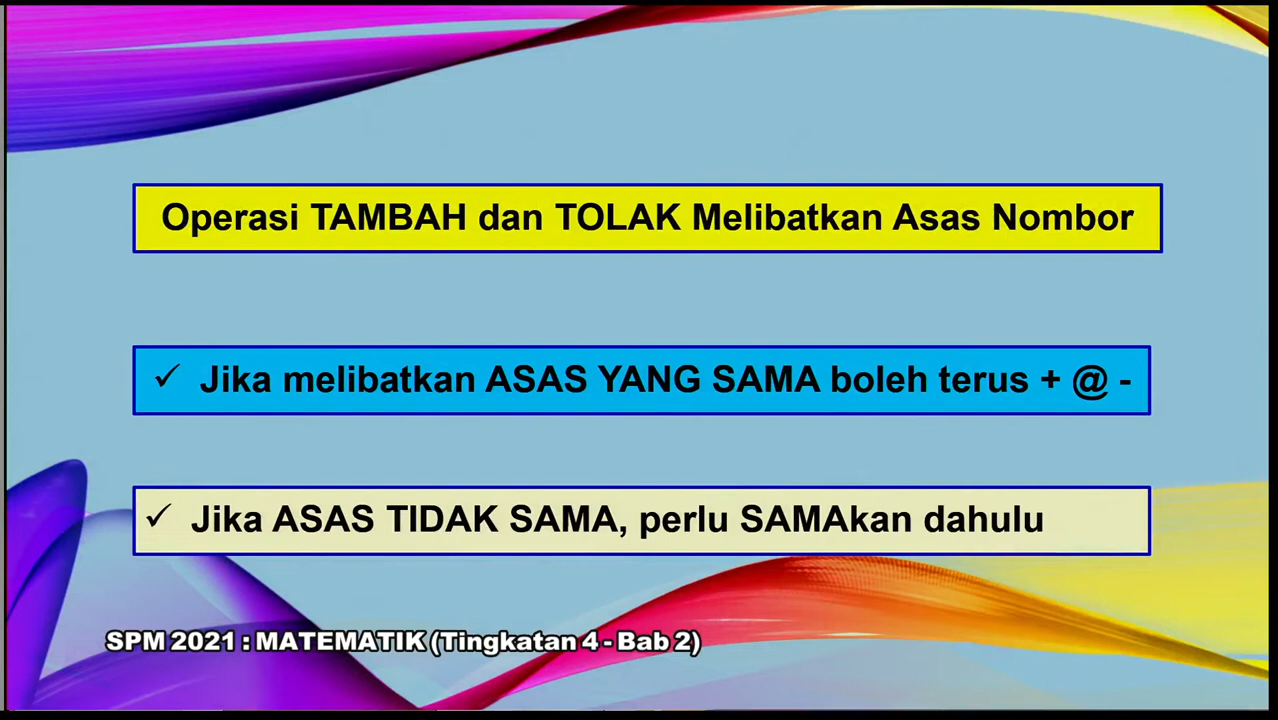 Operasi TAMBAH dan TOLAK Melibatkan Asas Nombor
✓ Jika melibatkan ASAS YANG SAMA boleh terus + @ -
✓ Jika ASAS TIDAK SAMA, perlu SAMAkan dahulu
SPM 2021 : MATEMATIK (Tingkatan 4 - Bab 2)